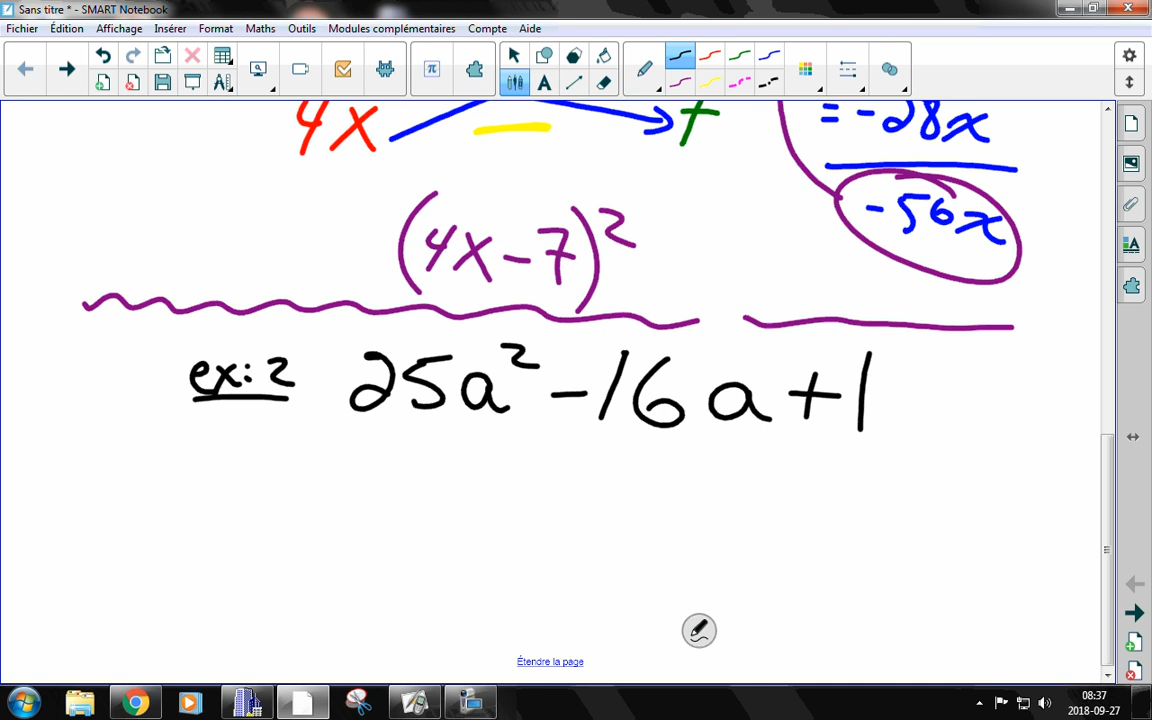 Sans titre * - SMART Notebook
Fichier Édition Affichage Insérer Format Maths Outils Modules complémentaires Compte Aide
4x
+
= -28x
-56x
(4x-7)²
ex: 2 25a² -16a +1
Étendre la page
08:37
2018-09-27